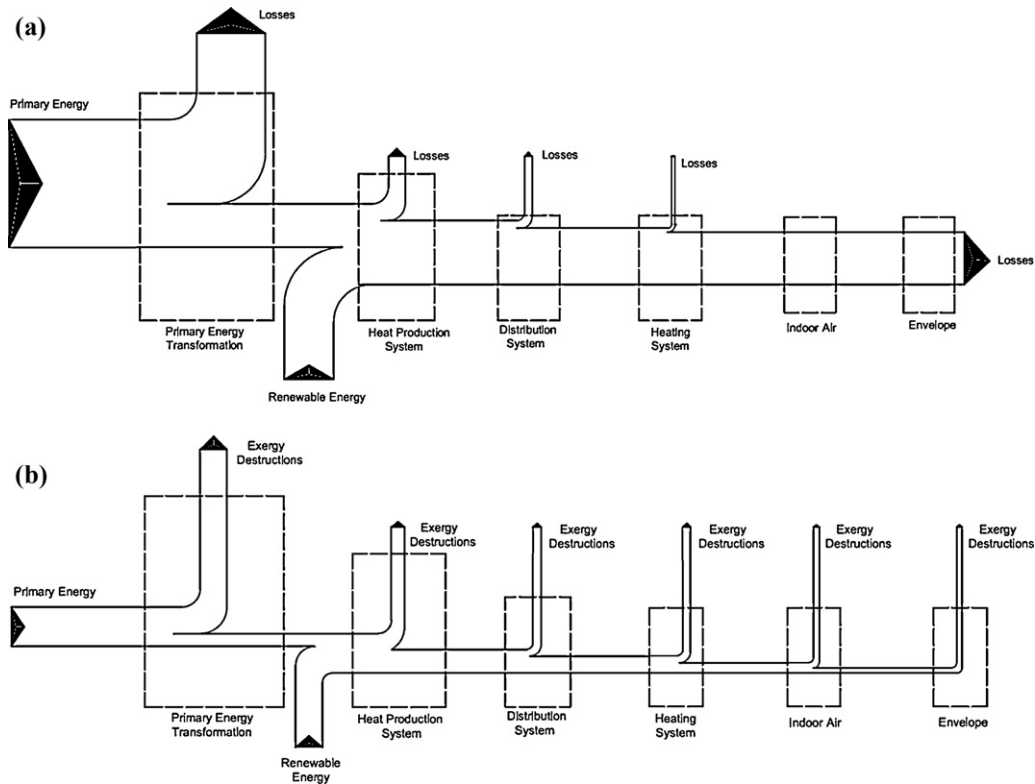 (a)
Losses
Primary Energy
Losses
Losses
Losses
Losses
Primary Energy
Transformation
Heat Production
System
Distribution
System
Heating
System
Indoor Air
Envelope
Renewable Energy
(b)
Exergy
Destructions
Exergy
Destructions
Exergy
Destructions
Exergy
Destructions
Exergy
Destructions
Exergy
Destructions
Primary Energy
Primary Energy
Transformation
Heat Production
System
Distribution
System
Heating
System
Indoor Air
Envelope
Renewable
Energy